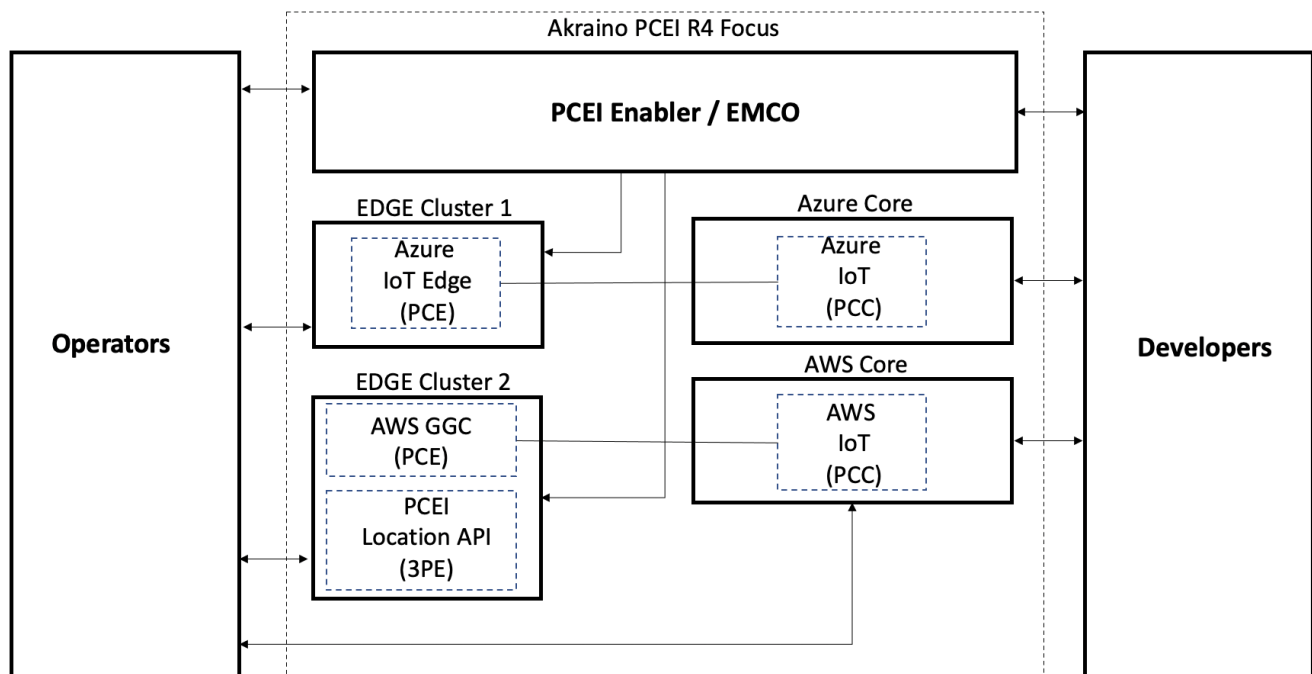 Akraino PCEI R4 Focus
PCEI Enabler / EMCO
Operators
EDGE Cluster 1
Azure
IoT Edge
(PCE)
Azure Core
Azure
IoT
(PCC)
EDGE Cluster 2
AWS GGC
(PCE)
PCEI
Location API
(3PE)
AWS Core
AWS
IoT
(PCC)
Developers